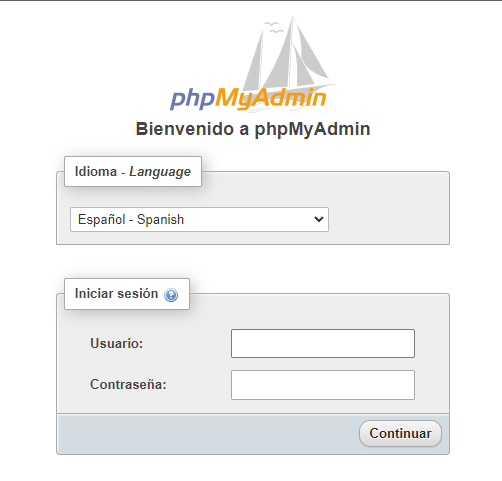 phpMyAdmin
Bienvenido a phpMyAdmin
Idioma - Language
Español - Spanish
Iniciar sesión
Usuario:
Contraseña:
Continuar